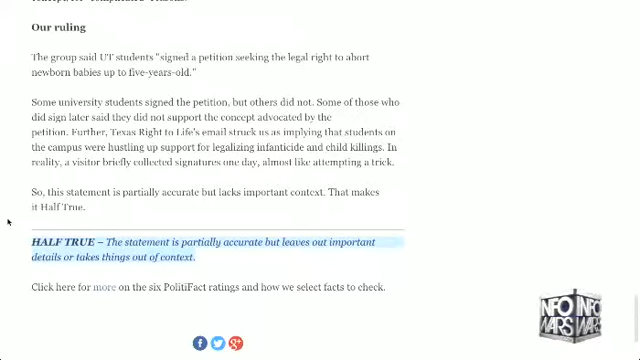 Our ruling
The group said UT students "signed a petition seeking the legal right to abort
newborn babies up to five-years-old."
Some university students signed the petition, but others did not. Some of those who
did sign later said they did not support the concept advocated by the
petition. Further, Texas Right to Life's email struck us as implying that students on
the campus were hustling up support for legalizing infanticide and child killings. In
reality, a visitor briefly collected signatures one day, almost like attempting a trick.
So, this statement is partially accurate but lacks important context. That makes
it Half True.
HALF TRUE – The statement is partially accurate but leaves out important
details or takes things out of context.
Click here for more on the six PolitiFact ratings and how we select facts to check.
INFO INFO
WARS WARS